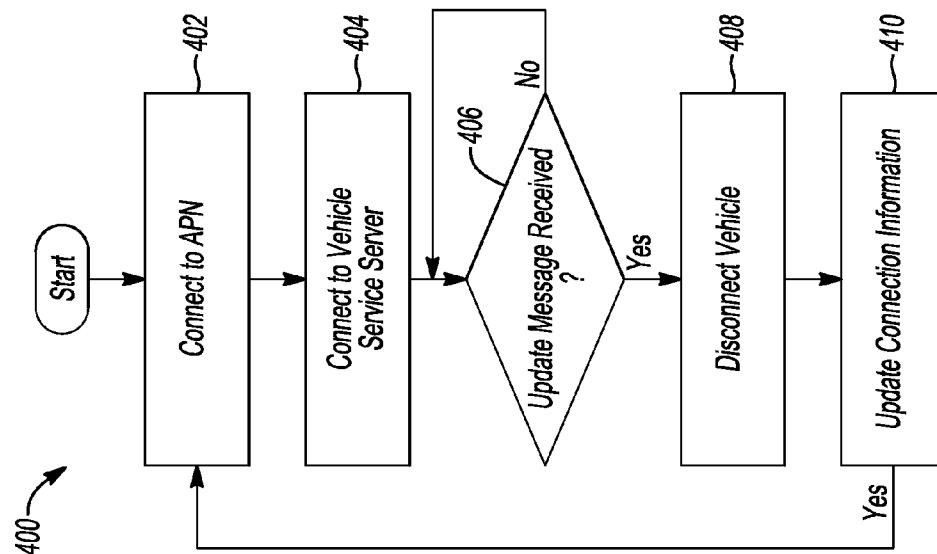 400
Start
402
Connect to APN
404
Connect to Vehicle
Service Server
406
Update Message Received
?
No
Yes
408
Disconnect Vehicle
410
Update Connection Information
Yes